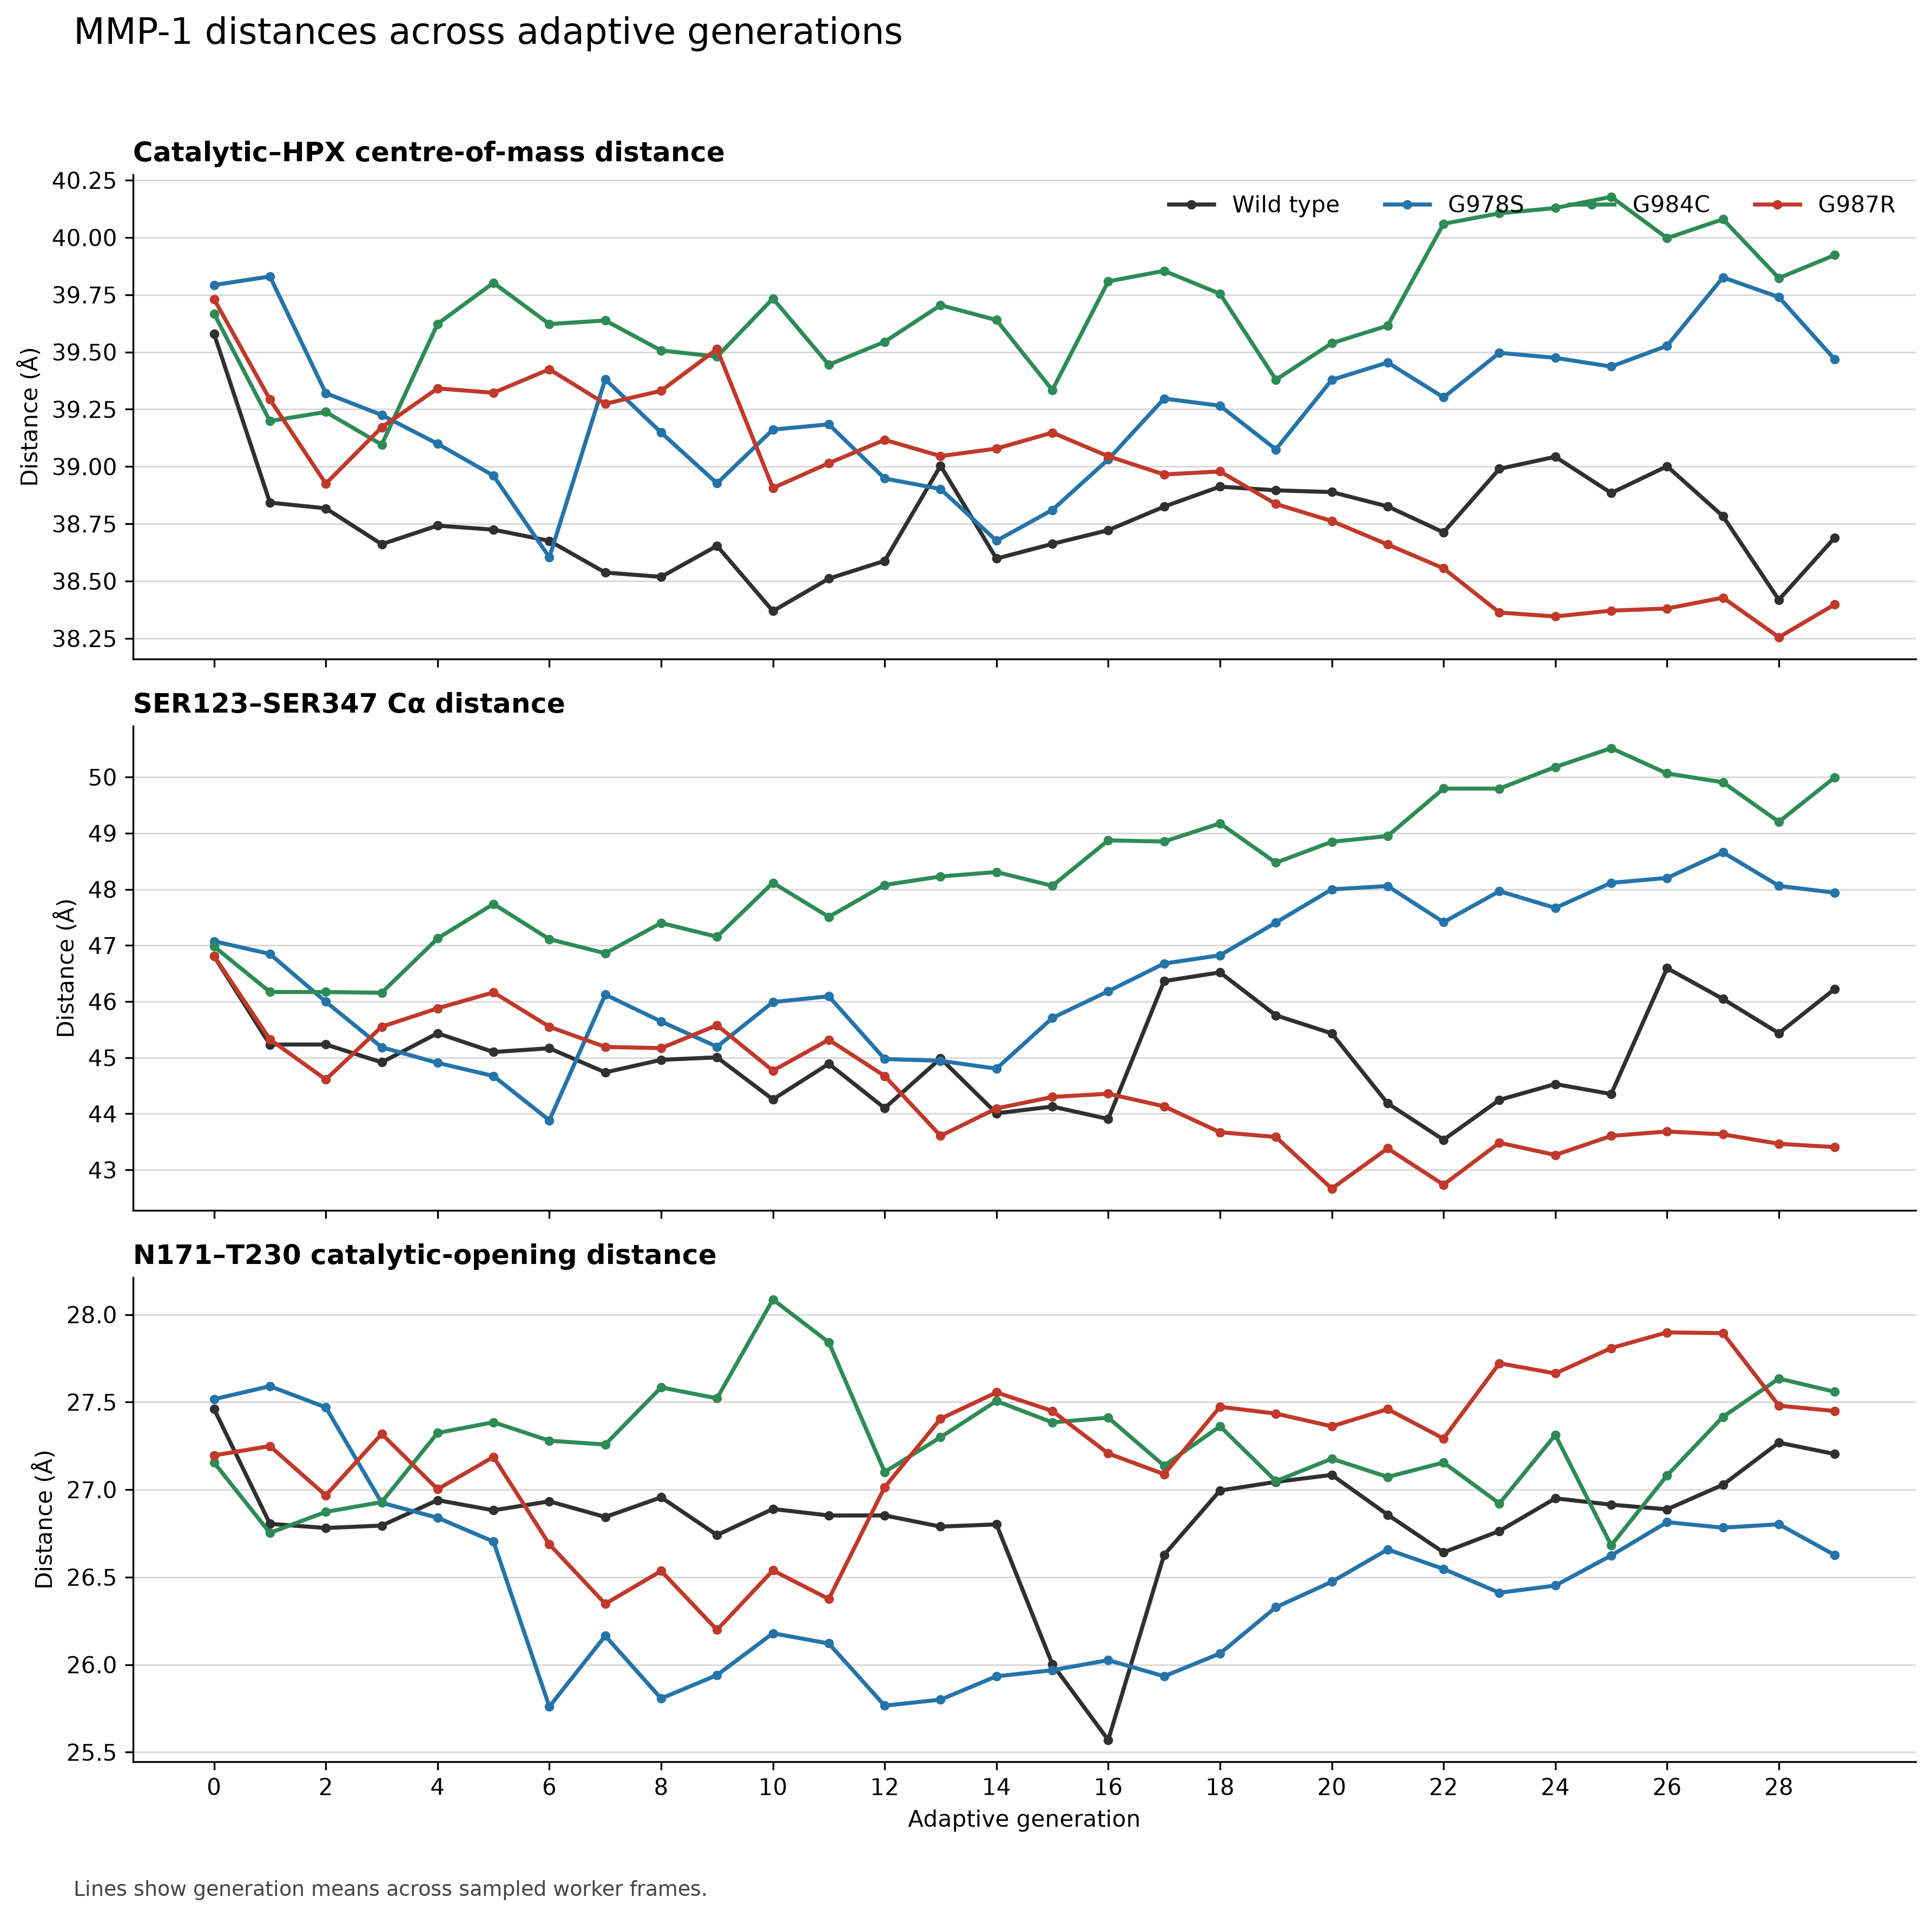 MMP-1 distances across adaptive generations
Catalytic–HPX centre-of-mass distance
Wild type G978S G984C G987R
Distance (Å)
40.25
40.00
39.75
39.50
39.25
39.00
38.75
38.50
38.25
SER123–SER347 Cα distance
Distance (Å)
50
49
48
47
46
45
44
43
N171–T230 catalytic-opening distance
Distance (Å)
28.0
27.5
27.0
26.5
26.0
25.5
0 2 4 6 8 10 12 14 16 18 20 22 24 26 28
Adaptive generation
Lines show generation means across sampled worker frames.